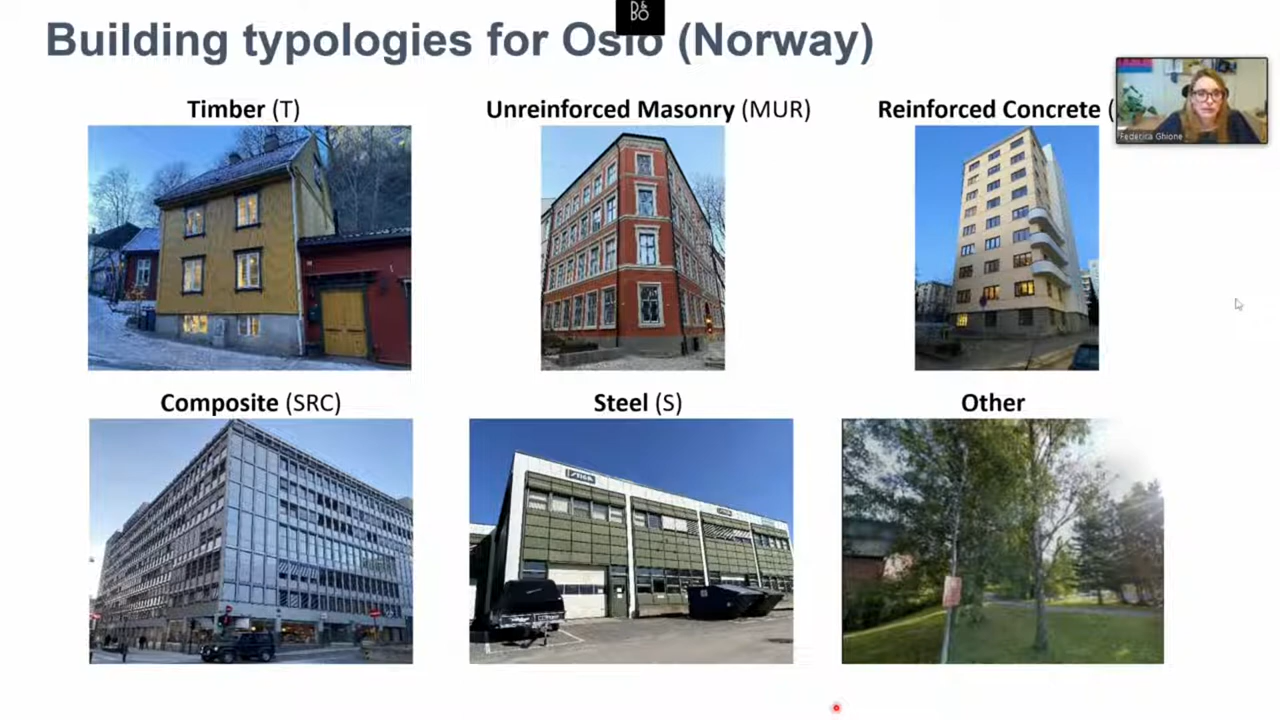 B&O
Building typologies for Oslo (Norway)
Timber (T)
Unreinforced Masonry (MUR)
Reinforced Concrete (
Federica Ghione
Composite (SRC)
Steel (S)
Other